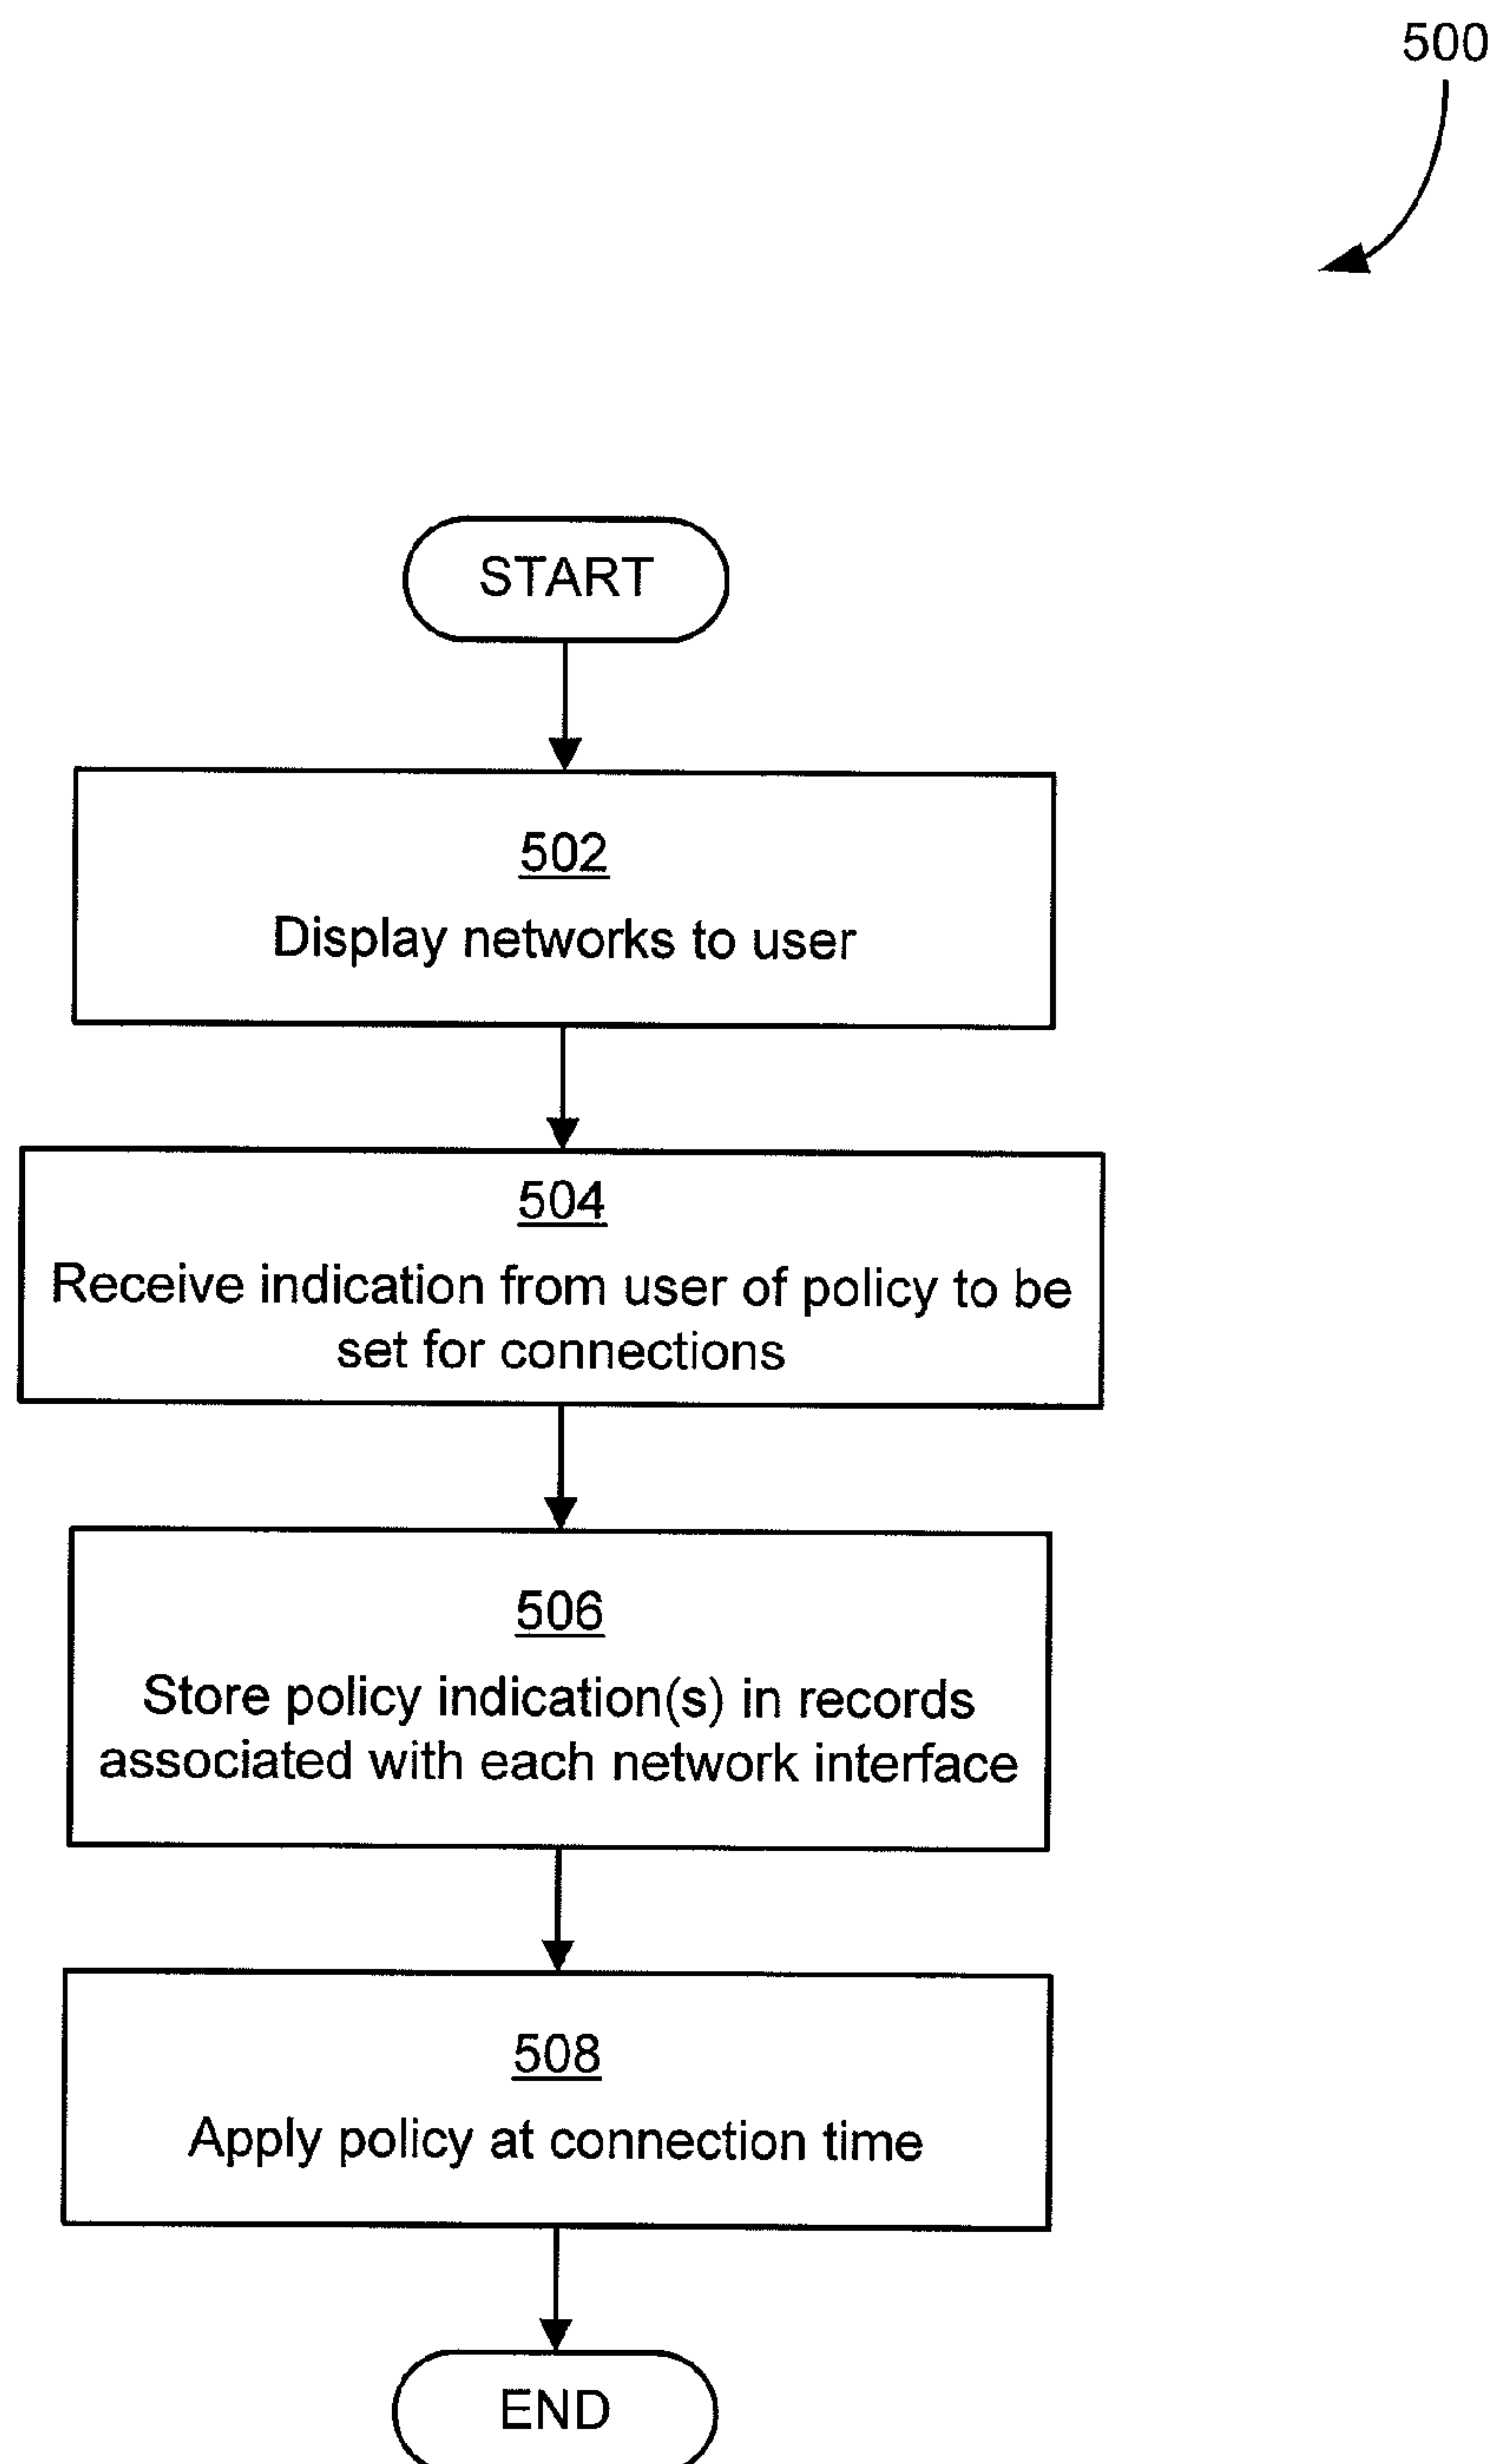 500
START
502
Display networks to user
504
Receive indication from user of policy to be
set for connections
506
Store policy indication(s) in records
associated with each network interface
508
Apply policy at connection time
END